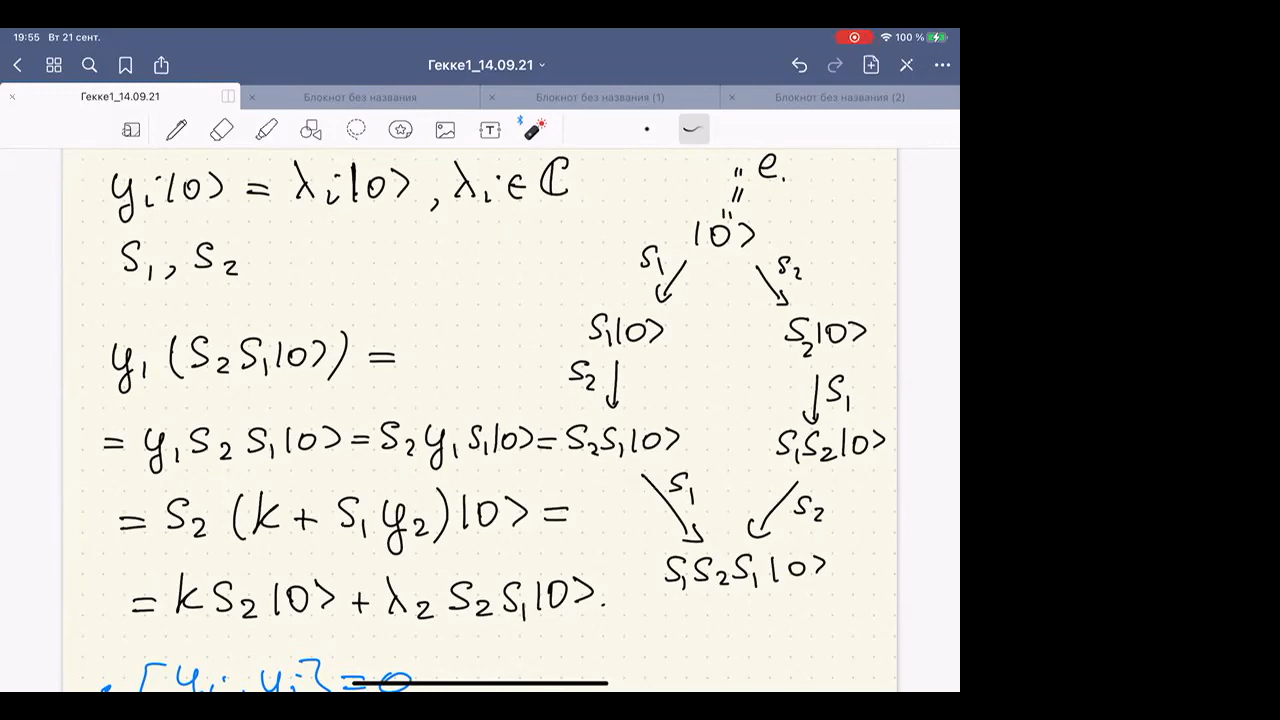 19:55 Вт 21 сент. 100 %
Гекке1_14.09.21
Гекке1_14.09.21 Блокнот без названия Блокнот без названия (1) Блокнот без названия (2)
y_i|0> = λ_i|0>, λ_i ∈ ℂ
S_1, S_2
y_1 (S_2 S_1|0>) =
= y_1 S_2 S_1|0> = S_2 y_1 S_1|0> =
= S_2 (k + S_1 y_2)|0> =
= k S_2|0> + λ_2 S_2 S_1|0>.
[y_i, y_j] = 0
e.
|0>
S_1 S_2
S_1|0> S_2|0>
S_2 S_1
S_2 S_1|0> S_1 S_2|0>
S_1 S_2
S_1 S_2 S_1|0>